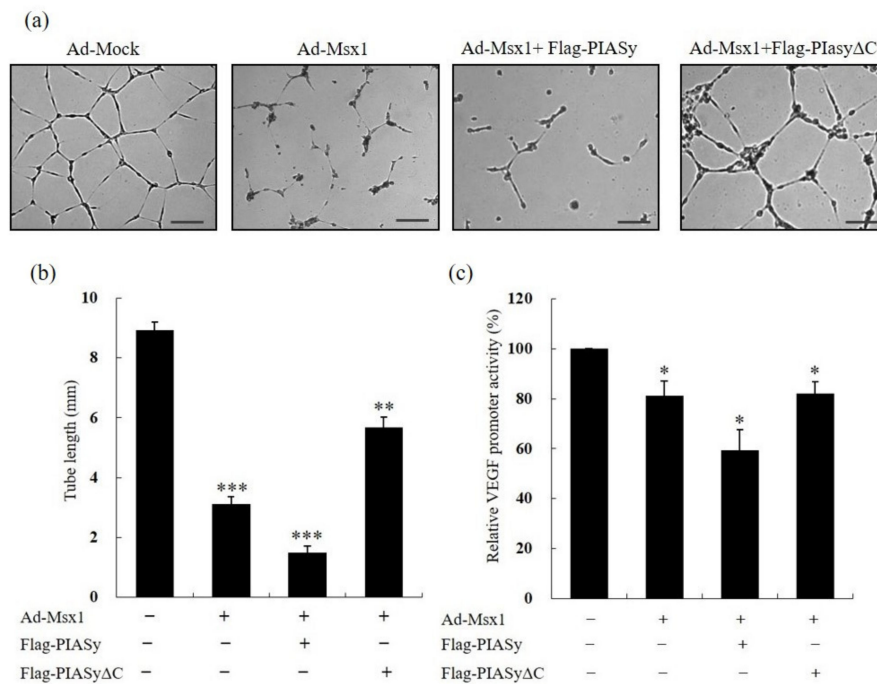 (a)
Ad-Mock Ad-Msx1 Ad-Msx1+ Flag-PIASy Ad-Msx1+Flag-PIasyΔC
(b)
Tube length (mm)
10
8
6
4
2
0
***
***
**
Ad-Msx1 − + + +
Flag-PIASy − − + −
Flag-PIASyΔC − − − +
(c)
Relative VEGF promoter activity (%)
120
100
80
60
40
20
0
*
*
*
Ad-Msx1 − + + +
Flag-PIASy − − + −
Flag-PIASyΔC − − − +